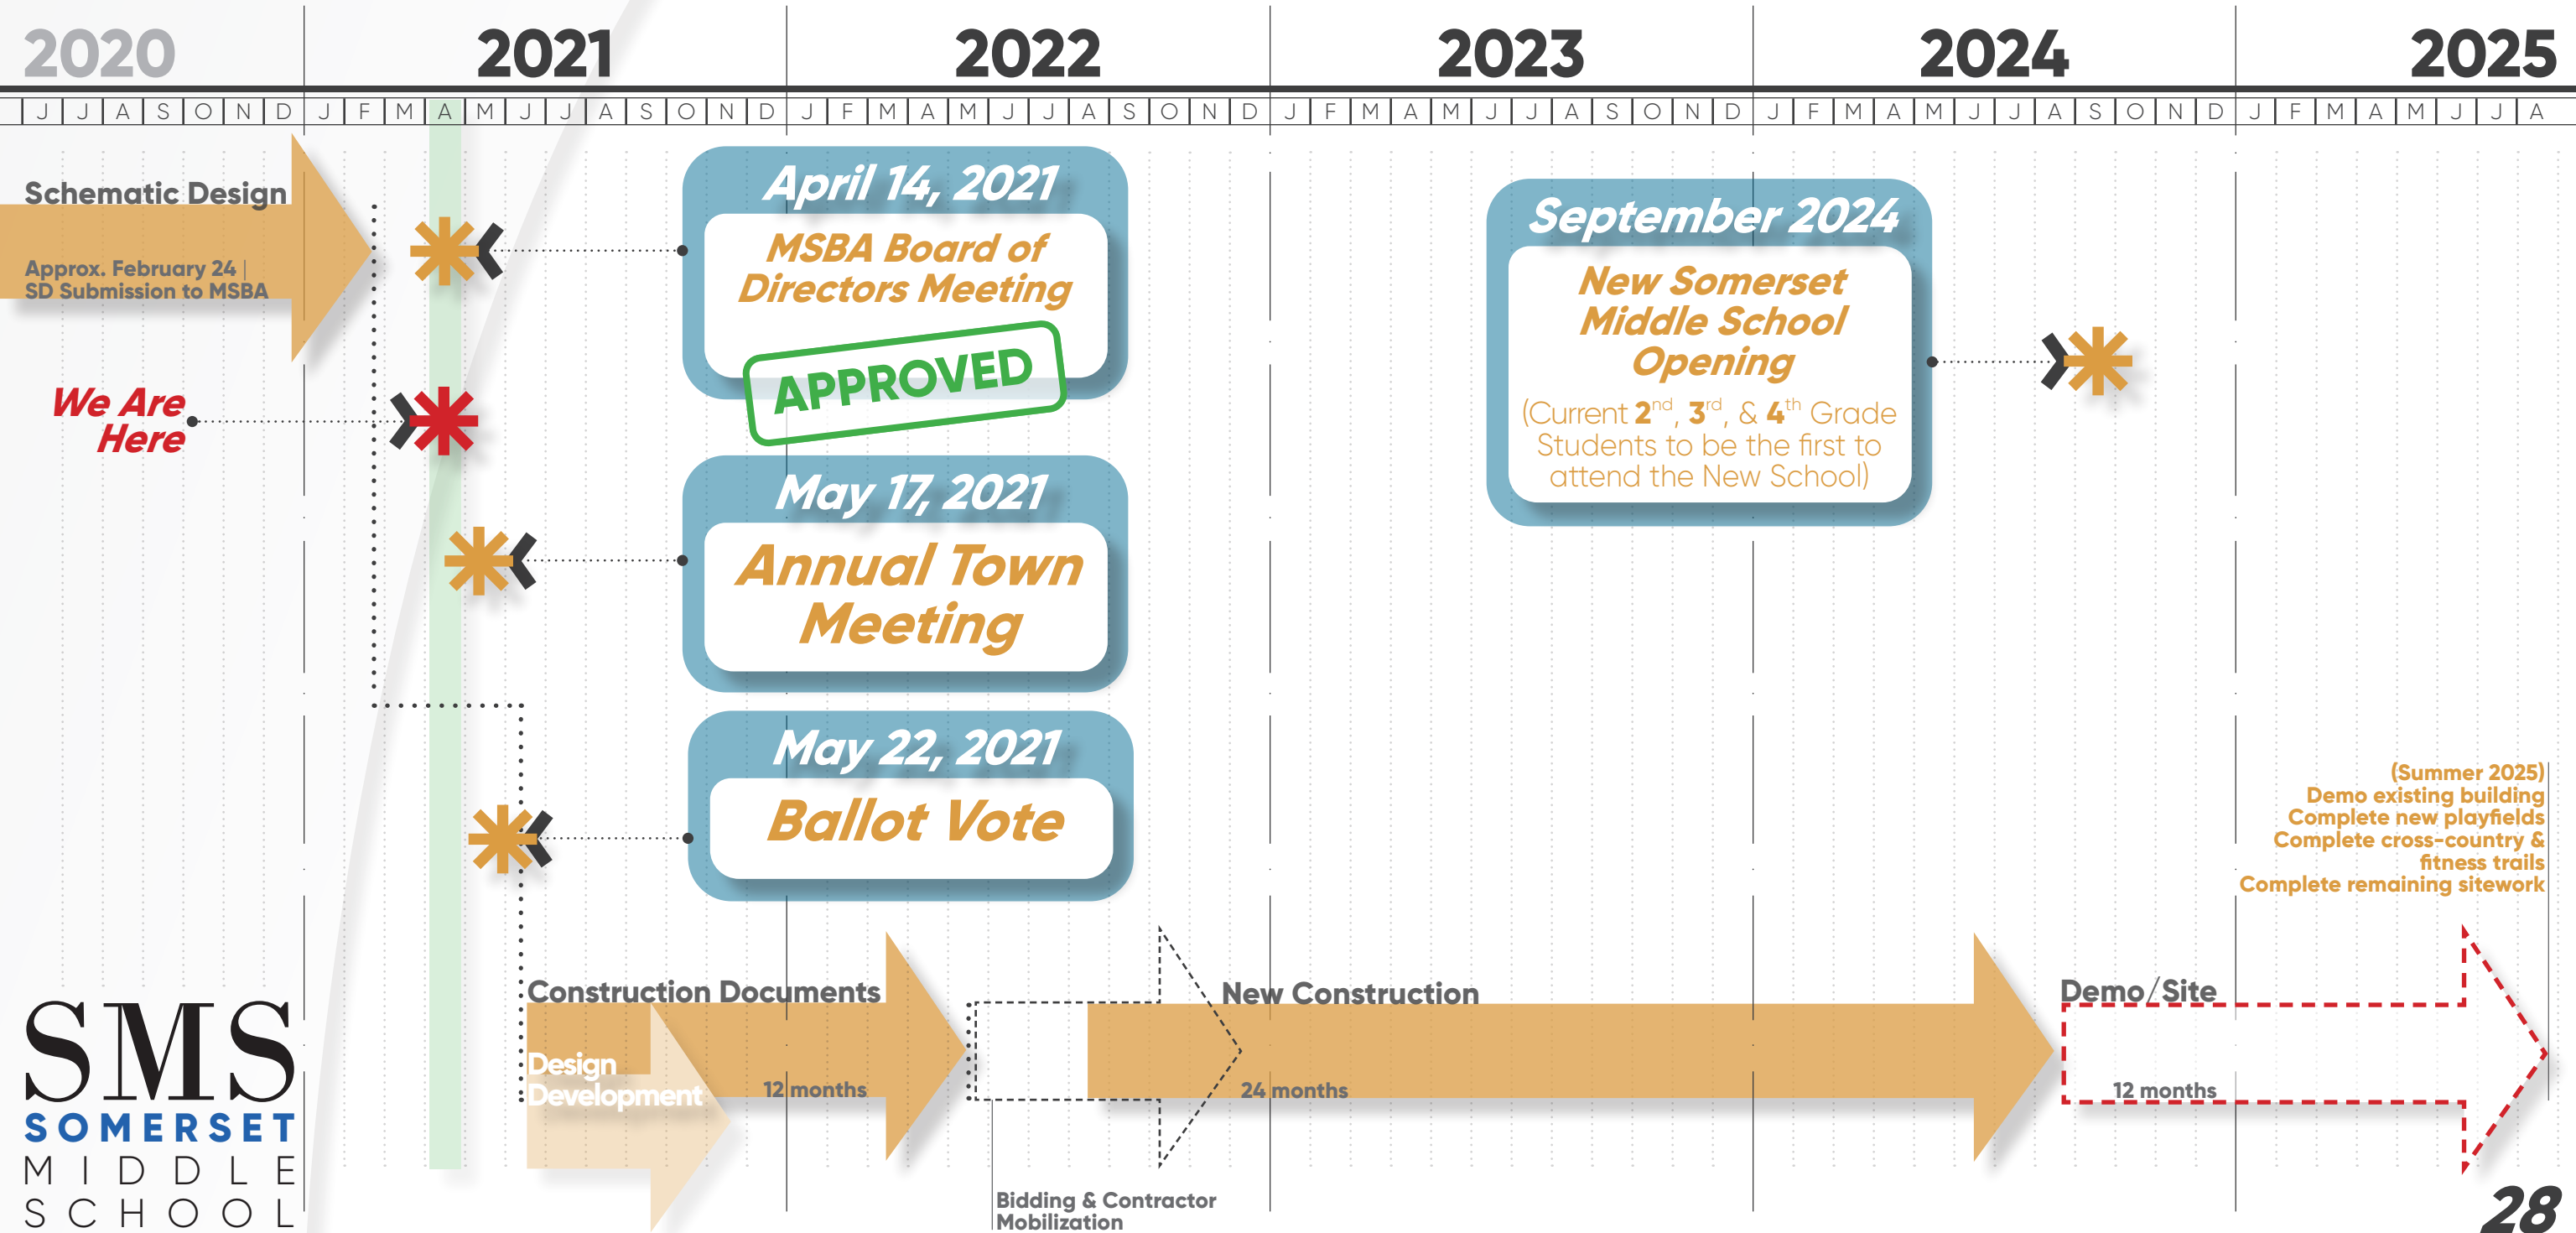 2020 2021 2022 2023 2024 2025
J J A S O N D J F M A M J J A S O N D J F M A M J J A S O N D J F M A M J J A S O N D J F M A M J J A S O N D J F M A M J J A
Schematic Design
Approx. February 24 |
SD Submission to MSBA
We Are
Here
April 14, 2021
MSBA Board of
Directors Meeting
APPROVED
May 17, 2021
Annual Town
Meeting
May 22, 2021
Ballot Vote
September 2024
New Somerset
Middle School
Opening
(Current 2nd, 3rd, & 4th Grade
Students to be the first to
attend the New School)
(Summer 2025)
Demo existing building
Complete new playfields
Complete cross-country &
fitness trails
Complete remaining sitework
Construction Documents
Design
Development
12 months
New Construction
24 months
Demo/Site
12 months
Bidding & Contractor
Mobilization
SMS
SOMERSET
MIDDLE
SCHOOL
28